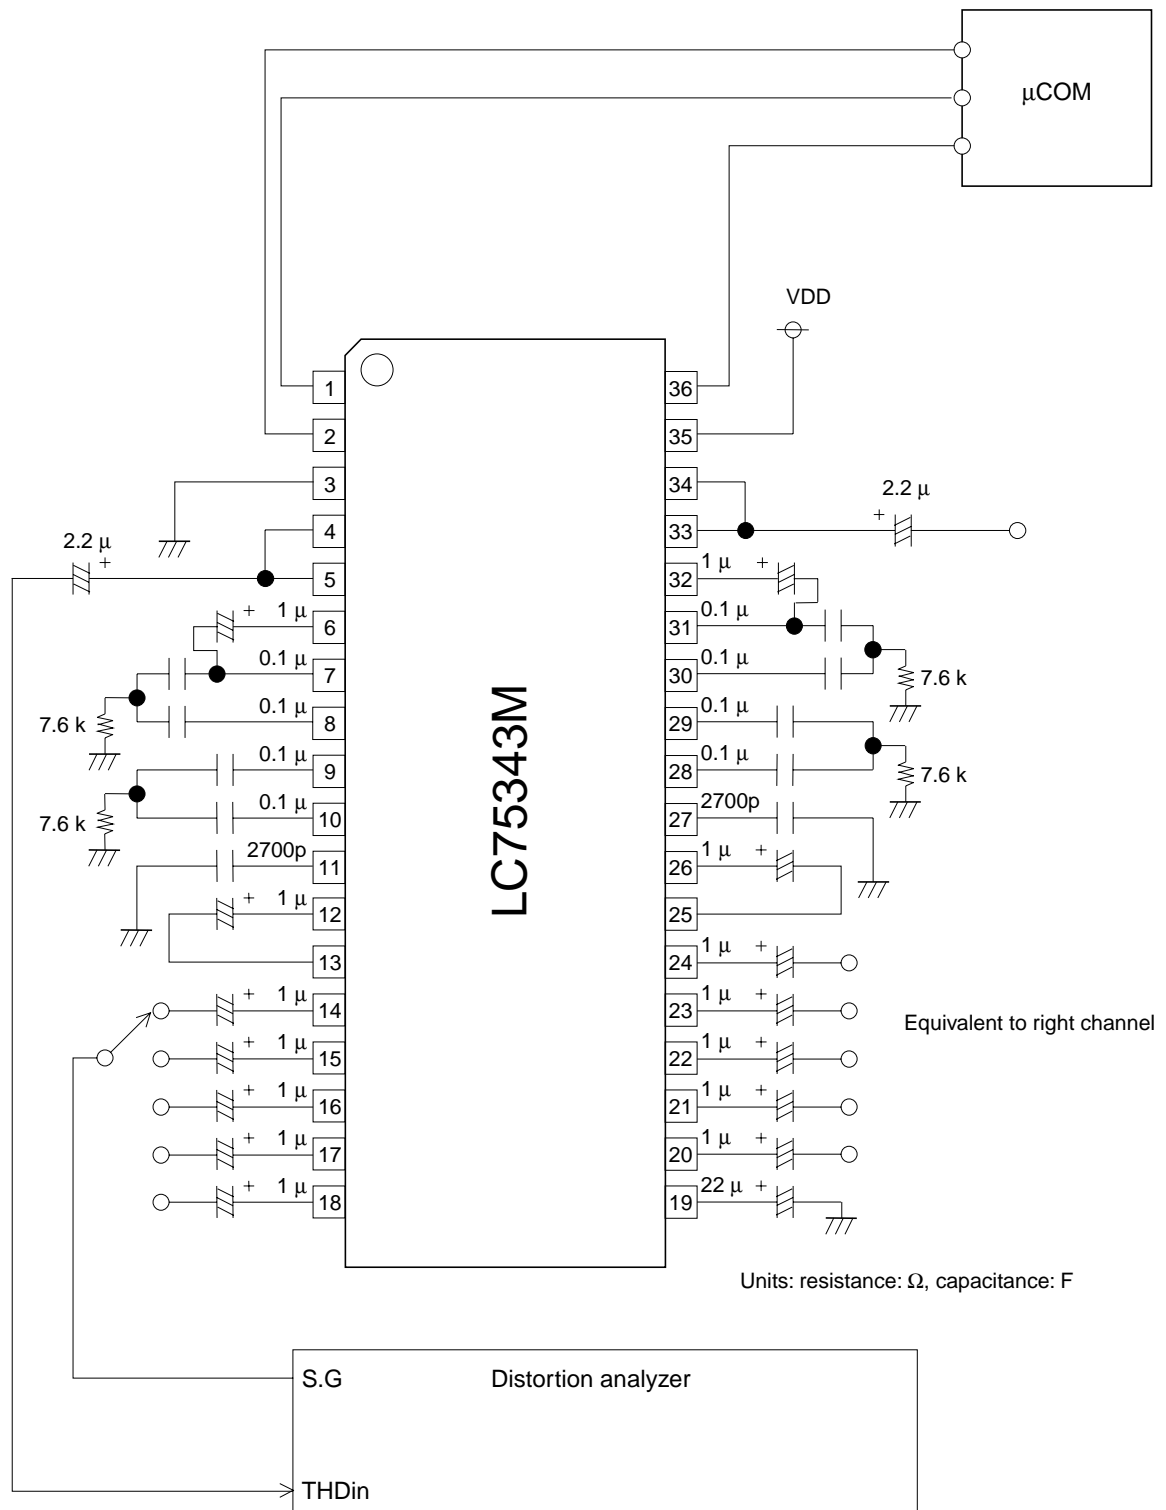 μCOM
VDD
1
36
2
35
3
34
2.2 μ
+
2.2 μ
+
4
33
5
1 μ
+
32
+
1 μ
6
0.1 μ
31
0.1 μ
7
0.1 μ
30
7.6 k
7.6 k
0.1 μ
8
0.1 μ
29
0.1 μ
9
0.1 μ
28
7.6 k
7.6 k
0.1 μ
10
2700p
27
2700p
11
1 μ
+
26
+
1 μ
12
25
13
1 μ
+
24
+
1 μ
14
1 μ
+
23
Equivalent to right channel
+
1 μ
15
1 μ
+
22
+
1 μ
16
1 μ
+
21
+
1 μ
17
1 μ
+
20
+
1 μ
18
22 μ
+
19
LC75343M
Units: resistance: Ω, capacitance: F
S.G
Distortion analyzer
THDin